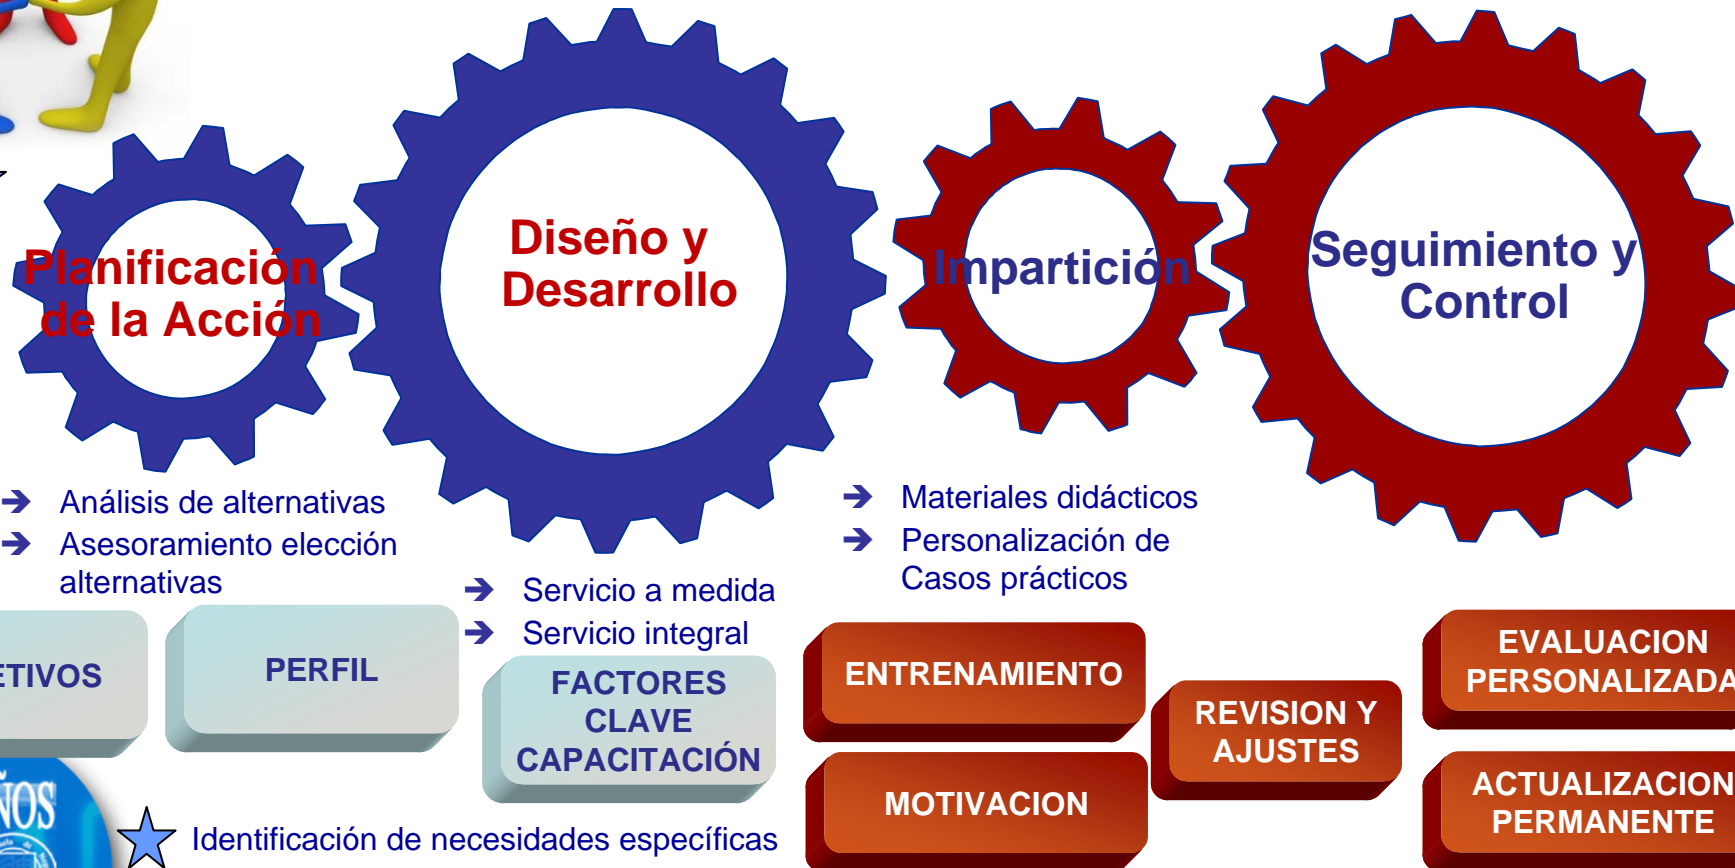 Planificación
de la Acción
Diseño y
Desarrollo
Impartición
Seguimiento y
Control
Análisis de alternativas
Asesoramiento elección
alternativas
Servicio a medida
Servicio integral
Materiales didácticos
Personalización de
Casos prácticos
ETIVOS
PERFIL
FACTORES
CLAVE
CAPACITACIÓN
ENTRENAMIENTO
MOTIVACION
REVISION Y
AJUSTES
EVALUACION
PERSONALIZADA
ACTUALIZACION
PERMANENTE
ÑOS
Identificación de necesidades específicas